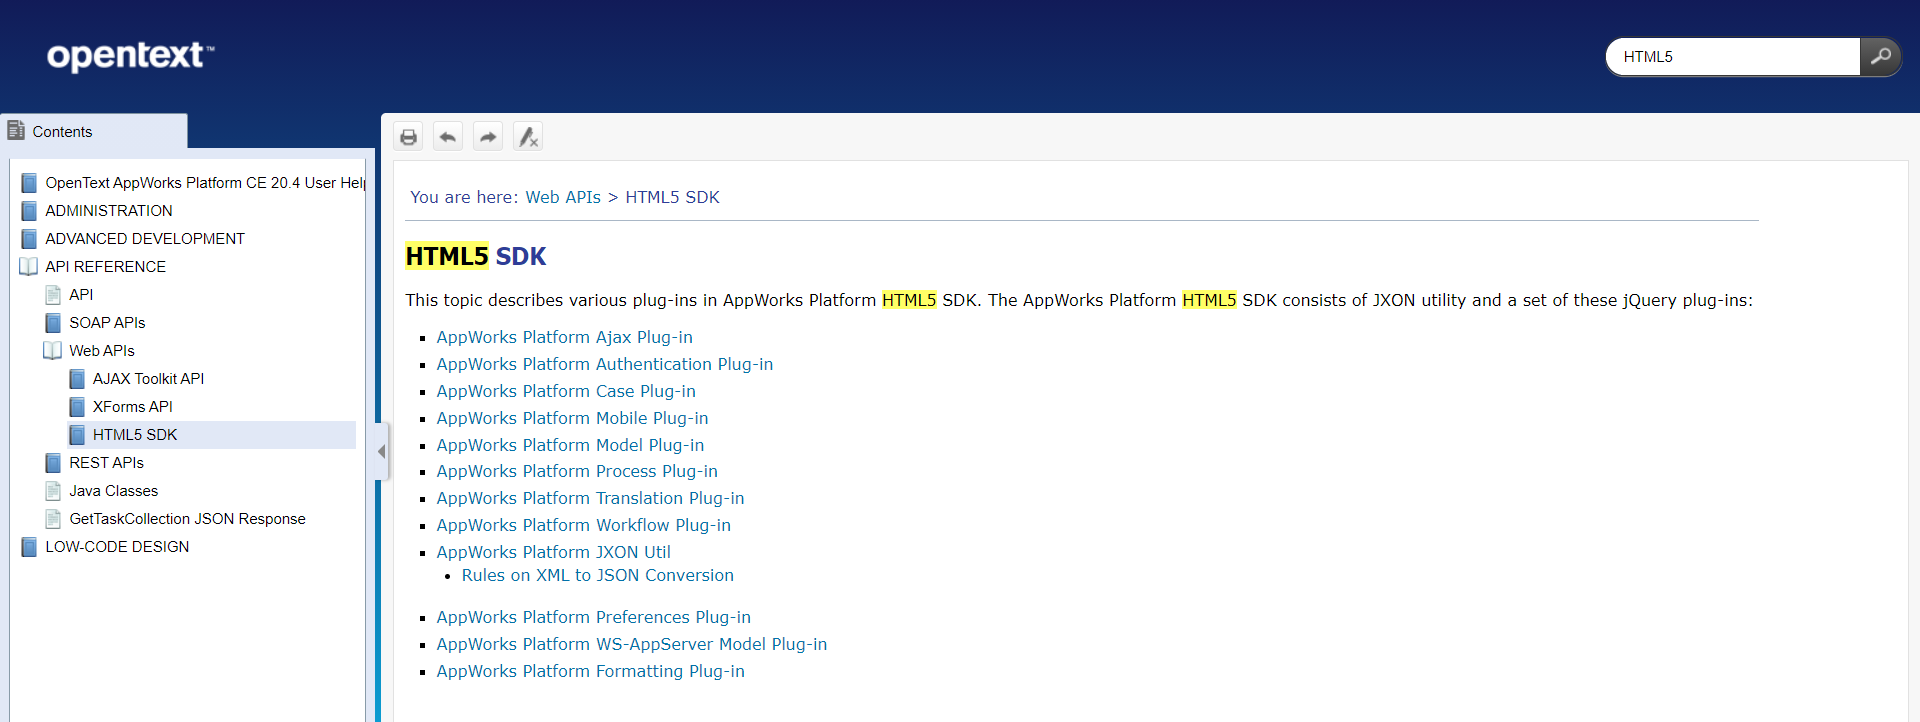 opentext™
HTML5
Contents
OpenText AppWorks Platform CE 20.4 User Hel
ADMINISTRATION
ADVANCED DEVELOPMENT
API REFERENCE
API
SOAP APIs
Web APIs
AJAX Toolkit API
XForms API
HTML5 SDK
REST APIs
Java Classes
GetTaskCollection JSON Response
LOW-CODE DESIGN
You are here: Web APIs > HTML5 SDK
HTML5 SDK
This topic describes various plug-ins in AppWorks Platform HTML5 SDK. The AppWorks Platform HTML5 SDK consists of JXON utility and a set of these jQuery plug-ins:
AppWorks Platform Ajax Plug-in
AppWorks Platform Authentication Plug-in
AppWorks Platform Case Plug-in
AppWorks Platform Mobile Plug-in
AppWorks Platform Model Plug-in
AppWorks Platform Process Plug-in
AppWorks Platform Translation Plug-in
AppWorks Platform Workflow Plug-in
AppWorks Platform JXON Util
Rules on XML to JSON Conversion
AppWorks Platform Preferences Plug-in
AppWorks Platform WS-AppServer Model Plug-in
AppWorks Platform Formatting Plug-in